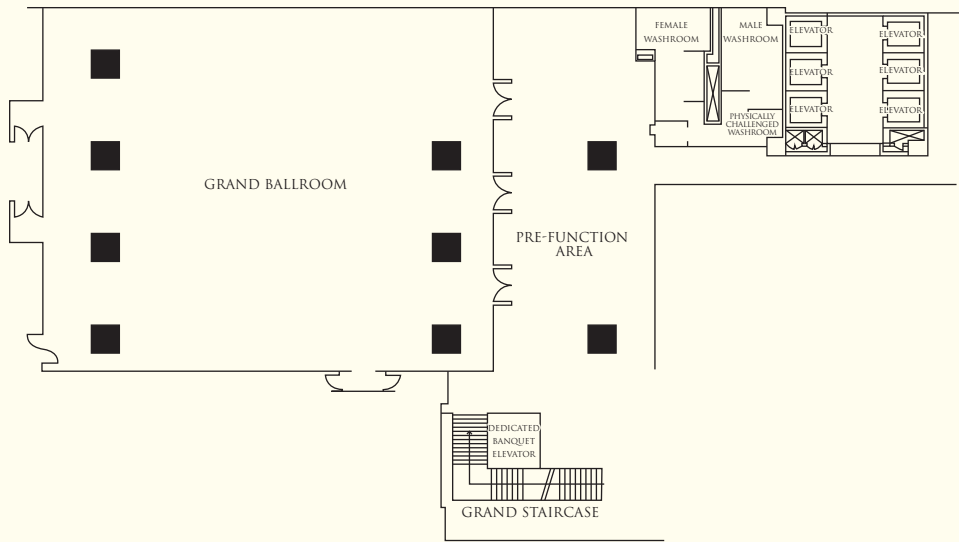 FEMALE
WASHROOM
MALE
WASHROOM
ELEVATOR
ELEVATOR
ELEVATOR
ELEVATOR
ELEVATOR
ELEVATOR
PHYSICALLY
CHALLENGED
WASHROOM
GRAND BALLROOM
PRE-FUNCTION
AREA
DEDICATED
BANQUET
ELEVATOR
GRAND STAIRCASE